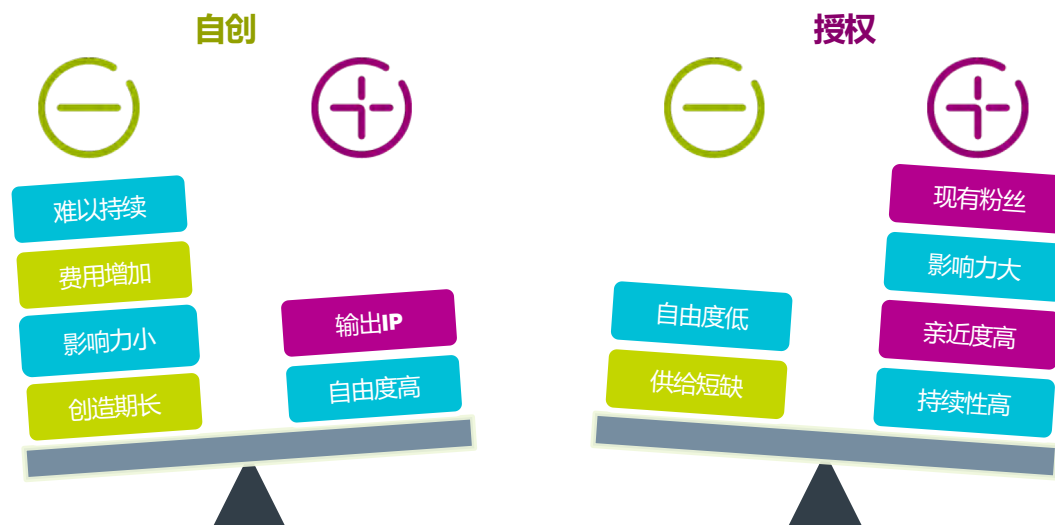 自创
授权
难以持续
费用增加
影响力小
创造期长
输出IP
自由度高
自由度低
供给短缺
现有粉丝
影响力大
亲近度高
持续性高